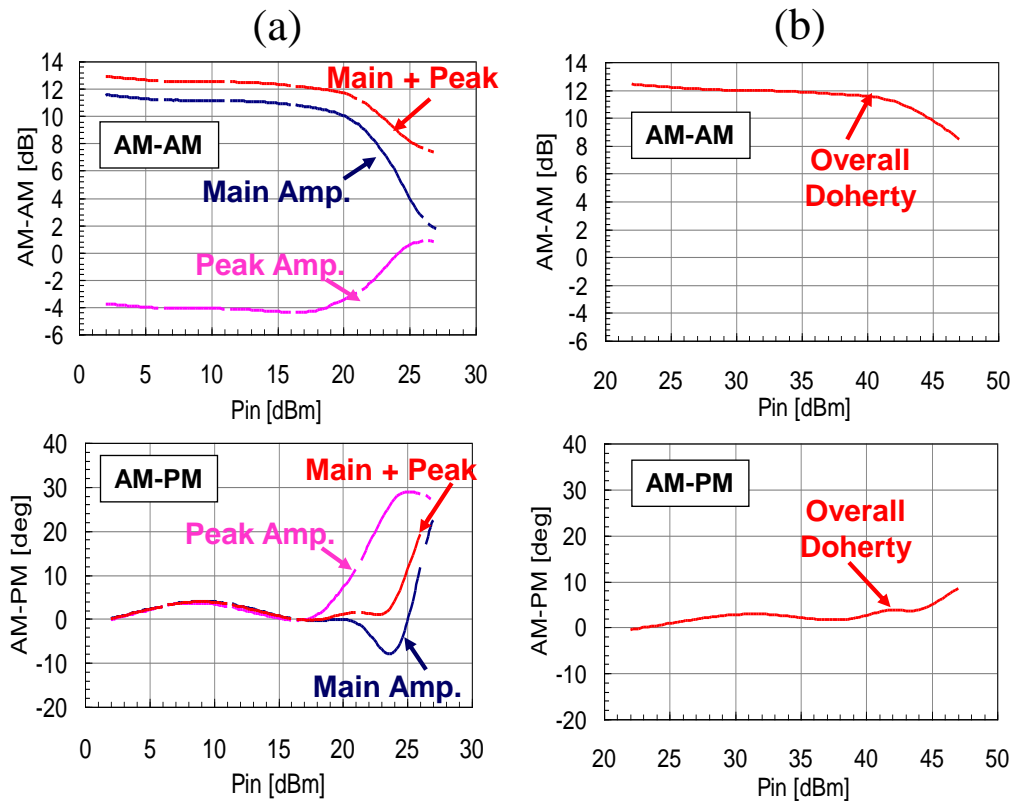 (a)
14
12
10
8
6
4
2
0
-2
-4
-6
AM-AM [dB]
AM-AM
Main + Peak
Main Amp.
Peak Amp.
0 5 10 15 20 25 30
Pin [dBm]
(b)
14
12
10
8
6
4
2
0
-2
-4
-6
AM-AM [dB]
AM-AM
Overall
Doherty
20 25 30 35 40 45 50
Pin [dBm]
40
30
20
10
0
-10
-20
AM-PM [deg]
AM-PM
Main + Peak
Peak Amp.
Main Amp.
0 5 10 15 20 25 30
Pin [dBm]
40
30
20
10
0
-10
-20
AM-PM [deg]
AM-PM
Overall
Doherty
20 25 30 35 40 45 50
Pin [dBm]